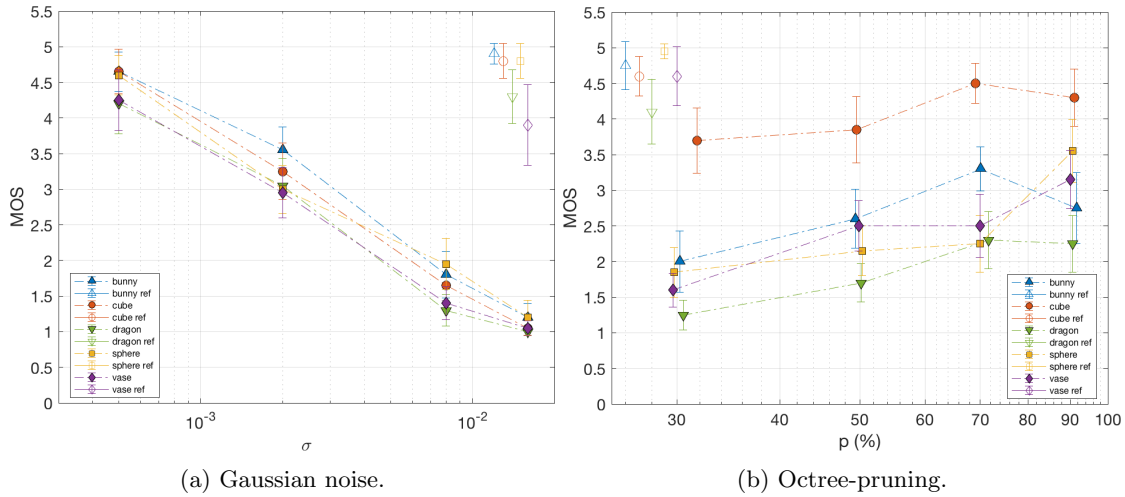 5.5
5
4.5
4
3.5
3
2.5
2
1.5
1
0.5
0
MOS
bunny
bunny ref
cube
cube ref
dragon
dragon ref
sphere
sphere ref
vase
vase ref
10⁻³
10⁻²
σ
(a) Gaussian noise.
5.5
5
4.5
4
3.5
3
2.5
2
1.5
1
0.5
0
MOS
bunny
bunny ref
cube
cube ref
dragon
dragon ref
sphere
sphere ref
vase
vase ref
30
40
50
60
70
80
90
100
p (%)
(b) Octree-pruning.